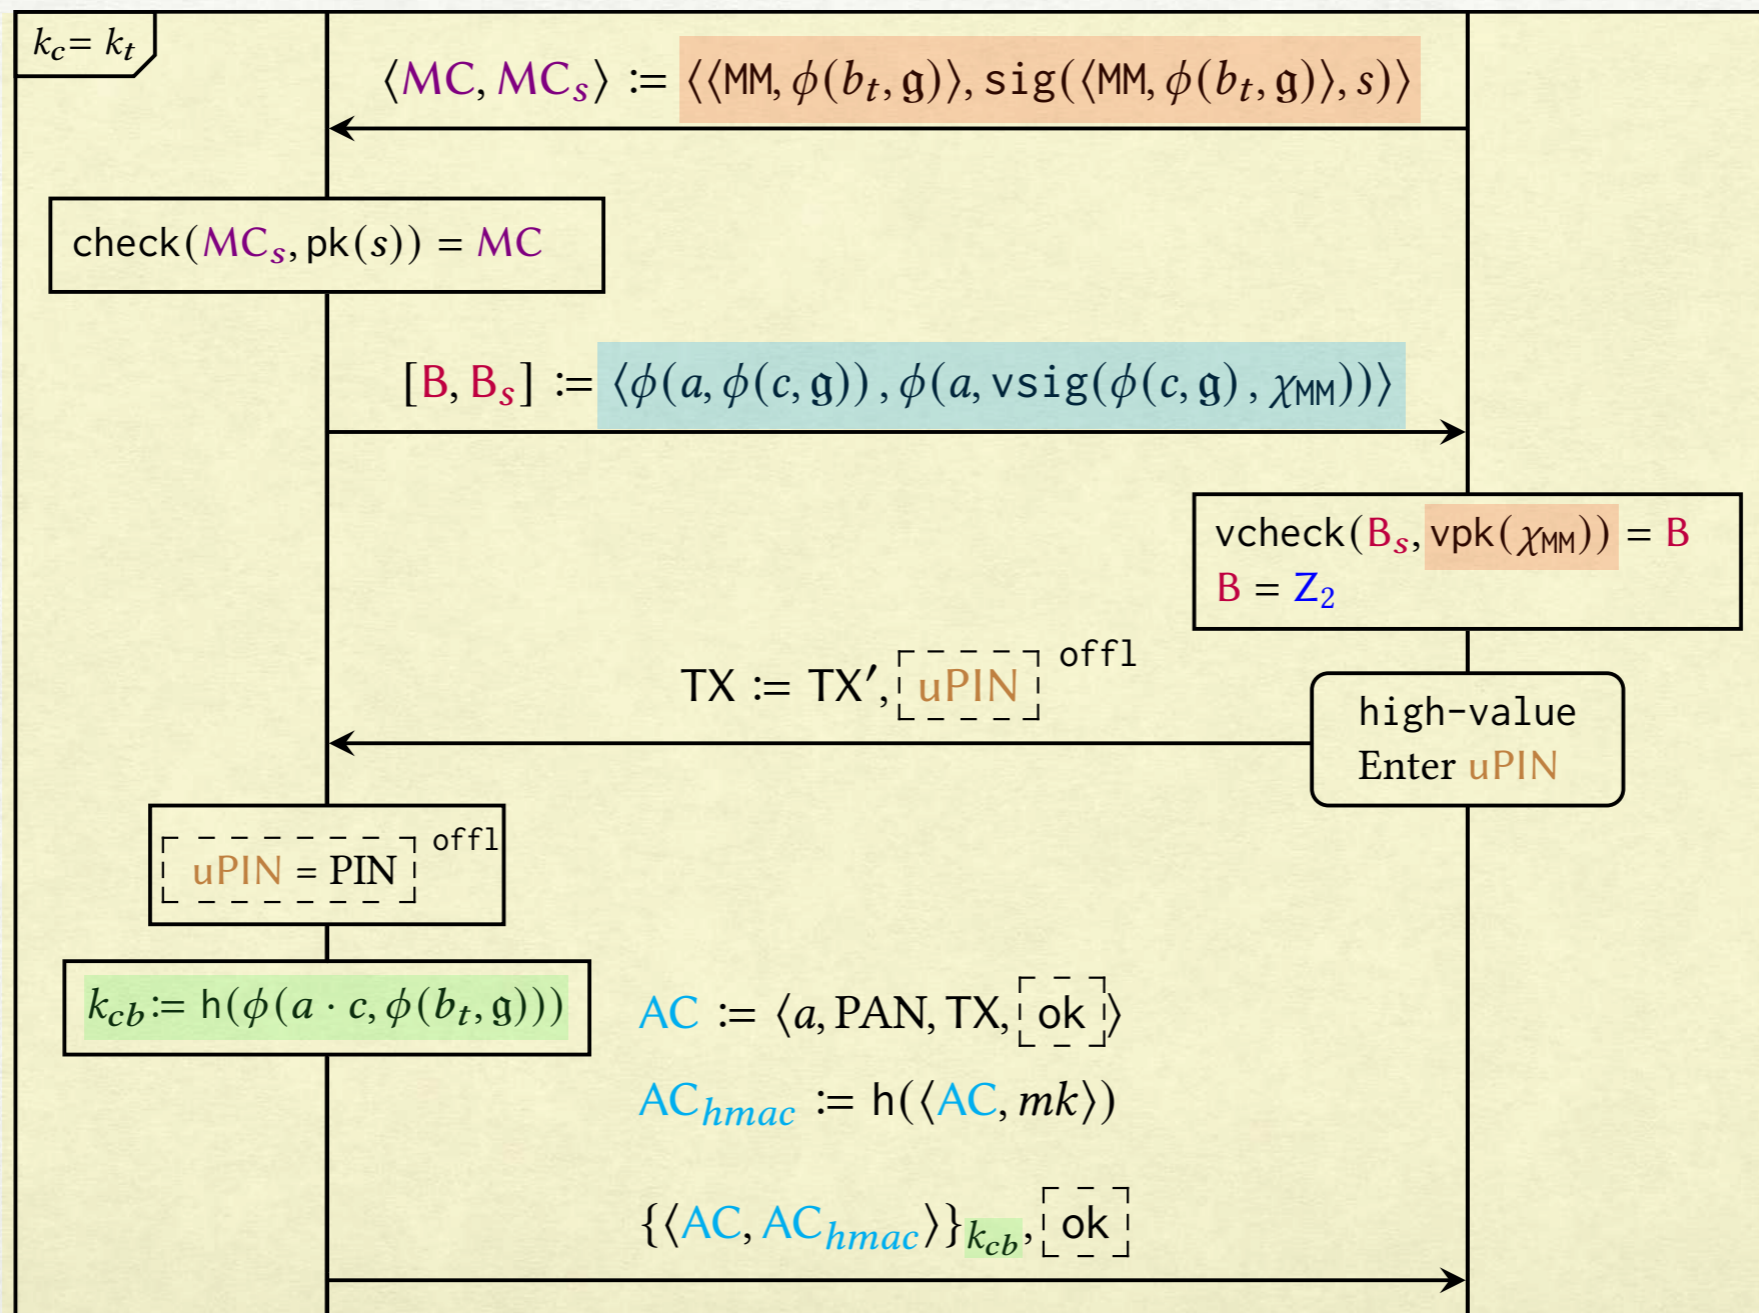 k_c = k_t
⟨MC, MC_s⟩ := ⟨⟨MM, ϕ(b_t, 𝔤)⟩, sig(⟨MM, ϕ(b_t, 𝔤)⟩, s)⟩
check(MC_s, pk(s)) = MC
[B, B_s] := ⟨ϕ(a, ϕ(c, 𝔤)), ϕ(a, vsig(ϕ(c, 𝔤), χ_MM))⟩
vcheck(B_s, vpk(χ_MM)) = B
B = Z_2
TX := TX′, uPIN offl
high-value
Enter uPIN
uPIN = PIN offl
k_cb := h(ϕ(a · c, ϕ(b_t, 𝔤)))
AC := ⟨a, PAN, TX, ok⟩
AC_hmac := h(⟨AC, mk⟩)
{⟨AC, AC_hmac⟩}_k_cb, ok